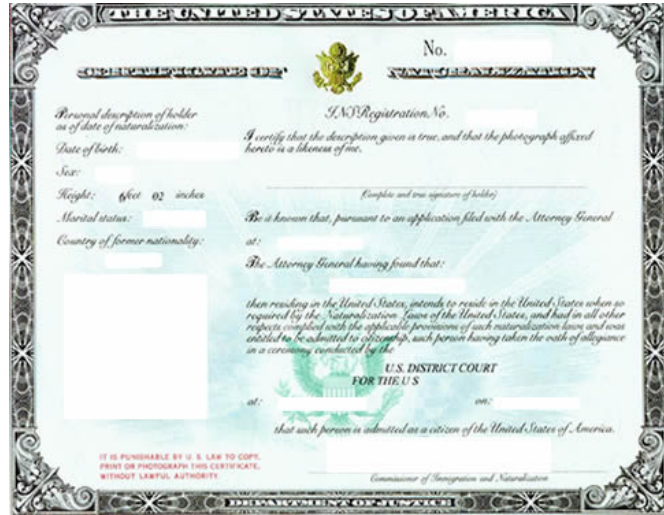 THE UNITED STATES OF AMERICA
No.
CERTIFICATE OF NATURALIZATION
Personal description of holder
as of date of naturalization:
Date of birth:
Sex:
Height: 6 feet 02 inches
Marital status:
Country of former nationality:
INS Registration No.
I certify that the description given is true, and that the photograph affixed
hereto is a likeness of me.
(Complete and true signature of holder)
Be it known that, pursuant to an application filed with the Attorney General
at:
The Attorney General having found that:
then residing in the United States, intends to reside in the United States when so
required by the Naturalization Laws of the United States, and had in all other
respects complied with the applicable provisions of such naturalization laws and was
entitled to be admitted to citizenship, such person having taken the oath of allegiance
in a ceremony conducted by the
U.S. DISTRICT COURT
FOR THE U S
at: on:
that such person is admitted as a citizen of the United States of America.
IT IS PUNISHABLE BY U. S. LAW TO COPY,
PRINT OR PHOTOGRAPH THIS CERTIFICATE,
WITHOUT LAWFUL AUTHORITY.
Commissioner of Immigration and Naturalization
DEPARTMENT OF JUSTICE